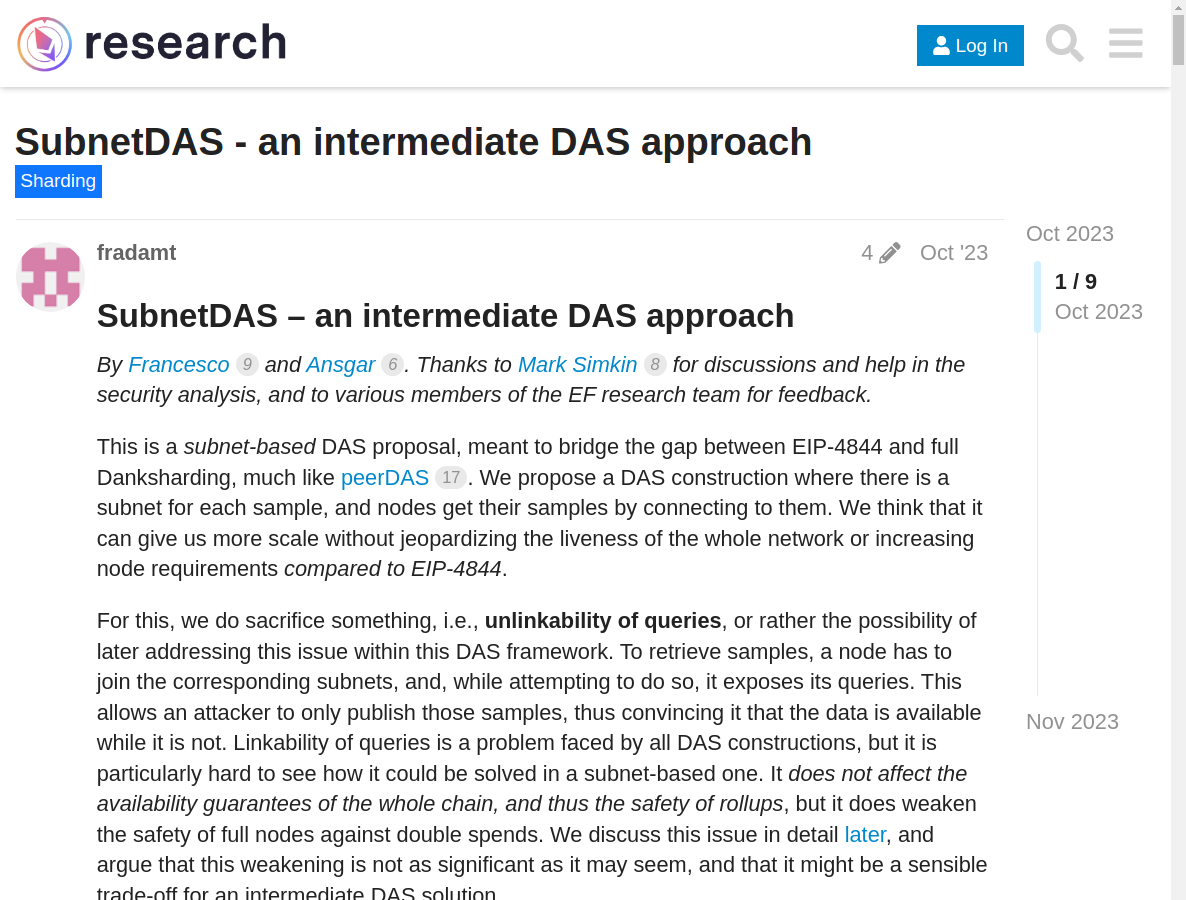 research
Log In
SubnetDAS - an intermediate DAS approach
Sharding
fradamt
4
Oct '23
SubnetDAS – an intermediate DAS approach
By Francesco 9 and Ansgar 6. Thanks to Mark Simkin 8 for discussions and help in the
security analysis, and to various members of the EF research team for feedback.
This is a subnet-based DAS proposal, meant to bridge the gap between EIP-4844 and full
Danksharding, much like peerDAS 17. We propose a DAS construction where there is a
subnet for each sample, and nodes get their samples by connecting to them. We think that it
can give us more scale without jeopardizing the liveness of the whole network or increasing
node requirements compared to EIP-4844.
For this, we do sacrifice something, i.e., unlinkability of queries, or rather the possibility of
later addressing this issue within this DAS framework. To retrieve samples, a node has to
join the corresponding subnets, and, while attempting to do so, it exposes its queries. This
allows an attacker to only publish those samples, thus convincing it that the data is available
while it is not. Linkability of queries is a problem faced by all DAS constructions, but it is
particularly hard to see how it could be solved in a subnet-based one. It does not affect the
availability guarantees of the whole chain, and thus the safety of rollups, but it does weaken
the safety of full nodes against double spends. We discuss this issue in detail later, and
argue that this weakening is not as significant as it may seem, and that it might be a sensible
trade-off for an intermediate DAS solution.
Oct 2023
1 / 9
Oct 2023
Nov 2023